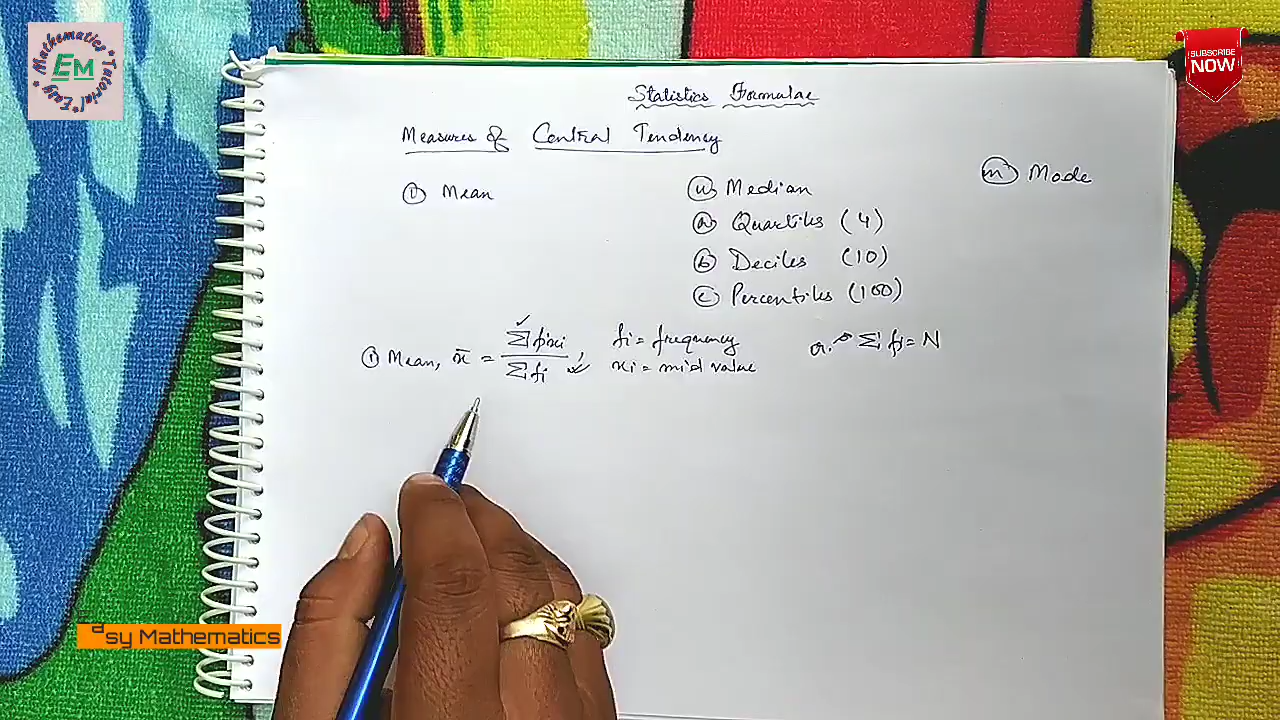 Mathematics Tutorial Easy
EM
SUBSCRIBE
NOW
Statistics Formulae
Measures of Central Tendency
(i) Mean
(ii) Median
(iii) Mode
(a) Quartiles (4)
(b) Deciles (10)
(c) Percentiles (100)
(i) Mean, x̄ = Σfixi / Σfi ; fi = frequency
xi = mid value
Σfi = N
asy Mathematics